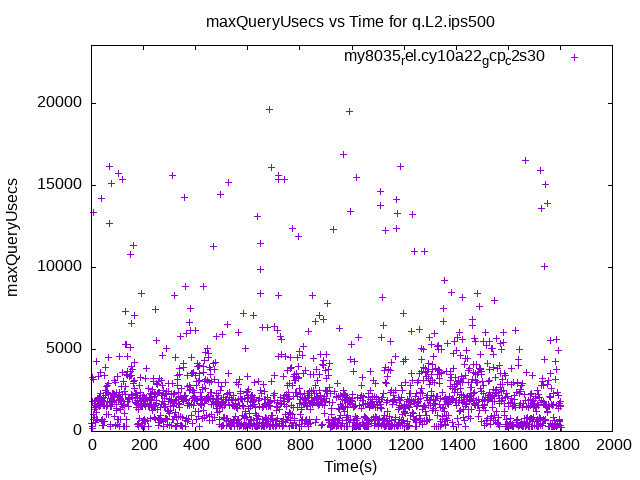 maxQueryUsecs vs Time for q.L2.ips500
my8035rel.cy10a22gcpc2s30
maxQueryUsecs
20000
15000
10000
5000
0
0 200 400 600 800 1000 1200 1400 1600 1800 2000
Time(s)